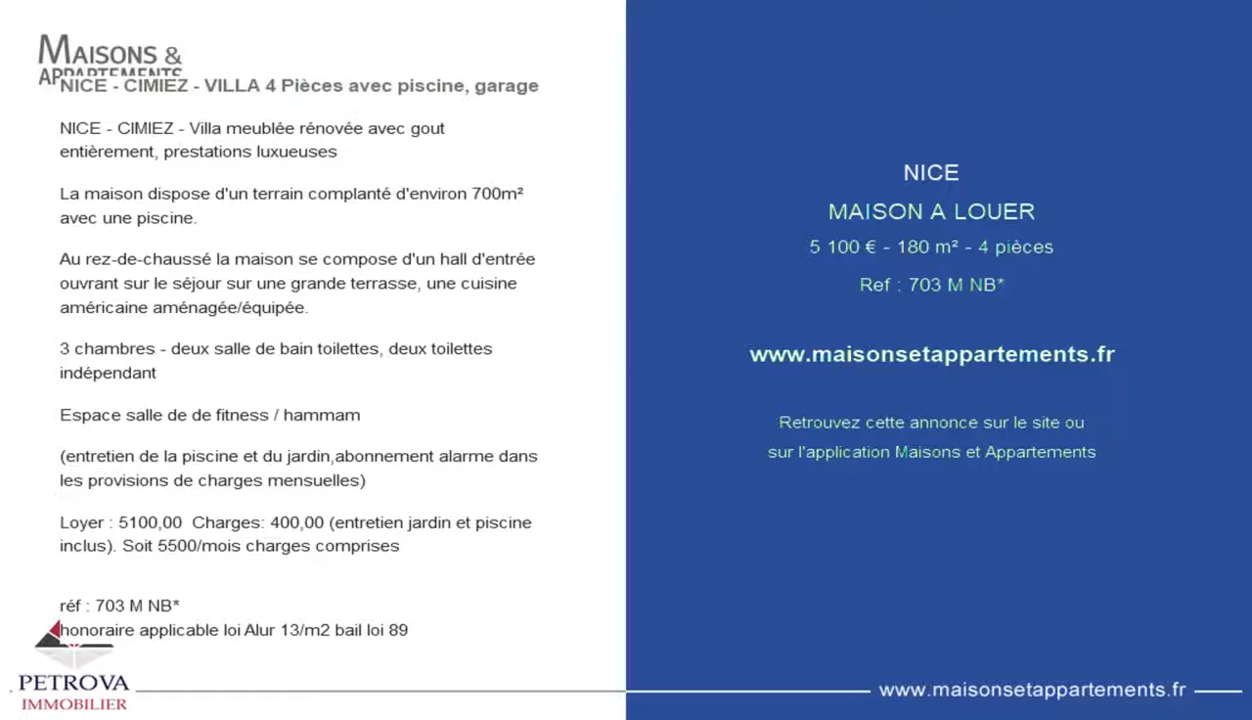 MAISONS &
APPARTEMENTS
NICE - CIMIEZ - VILLA 4 Pièces avec piscine, garage
NICE - CIMIEZ - Villa meublée rénovée avec gout
entièrement, prestations luxueuses
La maison dispose d'un terrain complanté d'environ 700m²
avec une piscine.
Au rez-de-chaussé la maison se compose d'un hall d'entrée
ouvrant sur le séjour sur une grande terrasse, une cuisine
américaine aménagée/équipée.
3 chambres - deux salle de bain toilettes, deux toilettes
indépendant
Espace salle de de fitness / hammam
(entretien de la piscine et du jardin,abonnement alarme dans
les provisions de charges mensuelles)
Loyer : 5100,00  Charges: 400,00 (entretien jardin et piscine
inclus). Soit 5500/mois charges comprises
réf : 703 M NB*
honoraire applicable loi Alur 13/m2 bail loi 89
PETROVA
IMMOBILIER
NICE
MAISON A LOUER
5 100 € - 180 m² - 4 pièces
Ref : 703 M NB*
www.maisonsetappartements.fr
Retrouvez cette annonce sur le site ou
sur l'application Maisons et Appartements
www.maisonsetappartements.fr